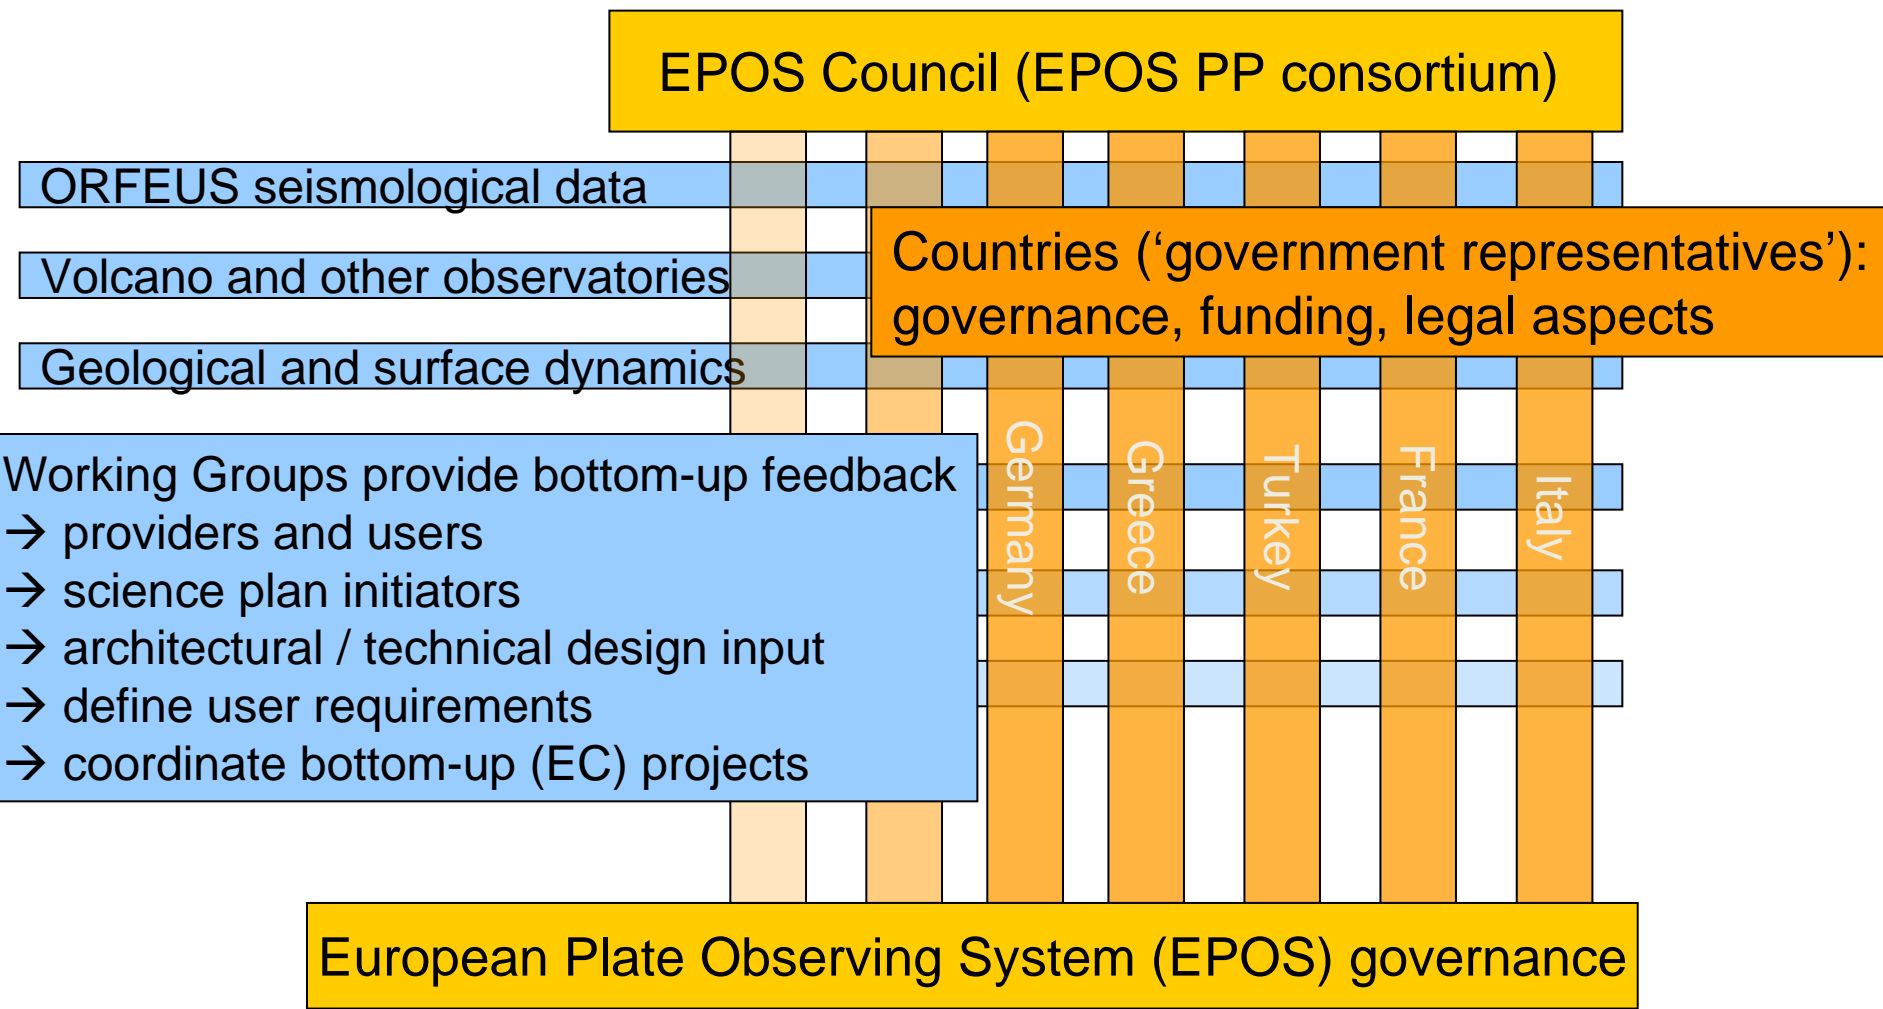 EPOS Council (EPOS PP consortium)
ORFEUS seismological data
Volcano and other observatories
Countries (‘government representatives’):
governance, funding, legal aspects
Geological and surface dynamics
Working Groups provide bottom-up feedback
→ providers and users
→ science plan initiators
→ architectural / technical design input
→ define user requirements
→ coordinate bottom-up (EC) projects
Germany
Greece
Turkey
France
Italy
European Plate Observing System (EPOS) governance